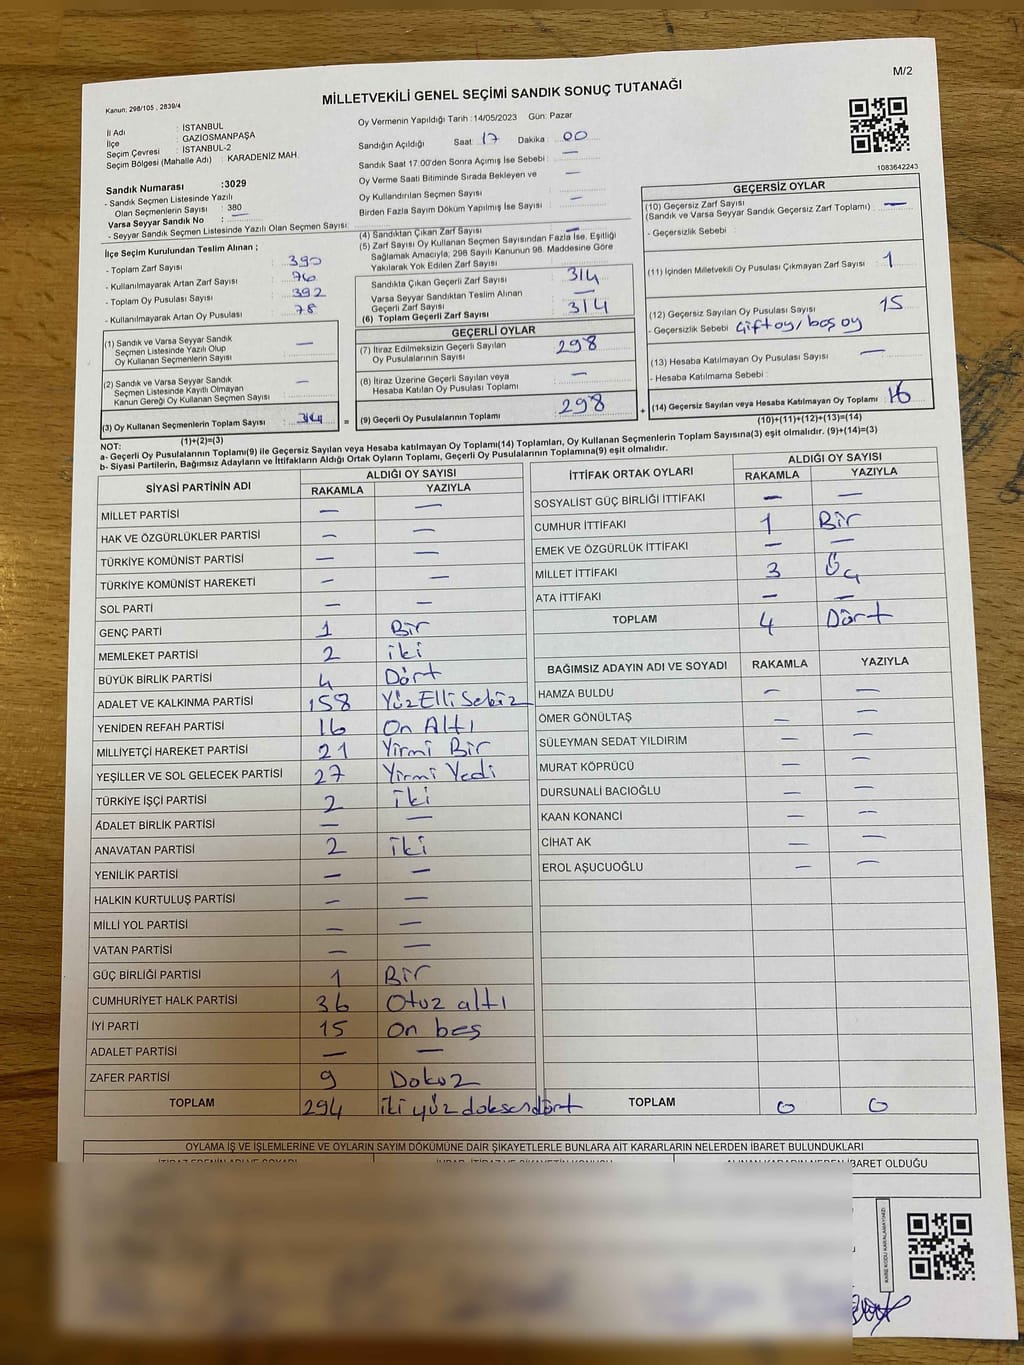 M/2
Kanun: 298/105 , 2839/4
MİLLETVEKİLİ GENEL SEÇİMİ SANDIK SONUÇ TUTANAĞI
İl Adı : İSTANBUL
İlçe : GAZİOSMANPAŞA
Seçim Çevresi : İSTANBUL-2
Seçim Bölgesi (Mahalle Adı) : KARADENİZ MAH.
Sandık Numarası :3029
- Sandık Seçmen Listesinde Yazılı
Olan Seçmenlerin Sayısı : 380
Varsa Seyyar Sandık No :
- Seyyar Sandık Seçmen Listesinde Yazılı Olan Seçmen Sayısı:
Oy Vermenin Yapıldığı Tarih :14/05/2023 Gün: Pazar
Sandığın Açıldığı Saat 17 Dakika : 00
Sandık Saat 17.00'den Sonra Açımış İse Sebebi : —
Oy Verme Saati Bitiminde Sırada Bekleyen ve
Oy Kullandırılan Seçmen Sayısı —
Birden Fazla Sayım Döküm Yapılmış İse Sayısı : —
1083642243
İlçe Seçim Kurulundan Teslim Alınan ;
- Toplam Zarf Sayısı : 390
- Kullanılmayarak Artan Zarf Sayısı : 76
- Toplam Oy Pusulası Sayısı : 392
- Kullanılmayarak Artan Oy Pusulası : 78
(1) Sandık ve Varsa Seyyar Sandık
Seçmen Listesinde Yazılı Olup
Oy Kullanan Seçmenlerin Sayısı —
(2) Sandık ve Varsa Seyyar Sandık
Seçmen Listesinde Kayıtlı Olmayan
Kanun Gereği Oy Kullanan Seçmen Sayısı —
(3) Oy Kullanan Seçmenlerin Toplam Sayısı 314 =
(1)+(2)=(3)
(4) Sandıktan Çıkan Zarf Sayısı —
(5) Zarf Sayısı Oy Kullanan Seçmen Sayısından Fazla İse, Eşitliği
Sağlamak Amacıyla; 298 Sayılı Kanunun 98. Maddesine Göre
Yakılarak Yok Edilen Zarf Sayısı
Sandıkta Çıkan Geçerli Zarf Sayısı 314
Varsa Seyyar Sandıktan Teslim Alınan
Geçerli Zarf Sayısı —
(6) Toplam Geçerli Zarf Sayısı 314
GEÇERLİ OYLAR
(7) İtiraz Edilmeksizin Geçerli Sayılan
Oy Pusulalarının Sayısı 298
(8) İtiraz Üzerine Geçerli Sayılan veya
Hesaba Katılan Oy Pusulası Toplamı —
(9) Geçerli Oy Pusulalarının Toplamı 298 +
GEÇERSİZ OYLAR
(10) Geçersiz Zarf Sayısı —
(Sandık ve Varsa Seyyar Sandık Geçersiz Zarf Toplamı)
- Geçersizlik Sebebi :
(11) İçinden Milletvekili Oy Pusulası Çıkmayan Zarf Sayısı 1
(12) Geçersiz Sayılan Oy Pusulası Sayısı 15
- Geçersizlik Sebebi Çift oy, boş oy
(13) Hesaba Katılmayan Oy Pusulası Sayısı —
- Hesaba Katılmama Sebebi :
(14) Geçersiz Sayılan veya Hesaba Katılmayan Oy Toplamı 16
(10)+(11)+(12)+(13)=(14)
NOT:
a- Geçerli Oy Pusulalarının Toplamı(9) ile Geçersiz Sayılan veya Hesaba katılmayan Oy Toplamı(14) Toplamları, Oy Kullanan Seçmenlerin Toplam Sayısına(3) eşit olmalıdır. (9)+(14)=(3)
b- Siyasi Partilerin, Bağımsız Adayların ve İttifakların Aldığı Ortak Oyların Toplamı, Geçerli Oy Pusulalarının Toplamına(9) eşit olmalıdır.
SİYASİ PARTİNİN ADI ALDIĞI OY SAYISI
RAKAMLA YAZIYLA
MİLLET PARTİSİ — —
HAK VE ÖZGÜRLÜKLER PARTİSİ — —
TÜRKİYE KOMÜNİST PARTİSİ — —
TÜRKİYE KOMÜNİST HAREKETİ — —
SOL PARTİ — —
GENÇ PARTİ 1 Bir
MEMLEKET PARTİSİ 2 iki
BÜYÜK BİRLİK PARTİSİ 4 Dört
ADALET VE KALKINMA PARTİSİ 158 YüzElliSekiz
YENİDEN REFAH PARTİSİ 16 On Altı
MİLLİYETÇİ HAREKET PARTİSİ 21 Yirmi Bir
YEŞİLLER VE SOL GELECEK PARTİSİ 27 Yirmi Yedi
TÜRKİYE İŞÇİ PARTİSİ 2 iki
ADALET BİRLİK PARTİSİ — —
ANAVATAN PARTİSİ 2 iki
YENİLİK PARTİSİ — —
HALKIN KURTULUŞ PARTİSİ — —
MİLLİ YOL PARTİSİ — —
VATAN PARTİSİ — —
GÜÇ BİRLİĞİ PARTİSİ 1 Bir
CUMHURİYET HALK PARTİSİ 36 Otuz altı
İYİ PARTİ 15 On beş
ADALET PARTİSİ — —
ZAFER PARTİSİ 9 Dokuz
TOPLAM 294 iki yüz doksendört
İTTİFAK ORTAK OYLARI ALDIĞI OY SAYISI
RAKAMLA YAZIYLA
SOSYALİST GÜÇ BİRLİĞİ İTTİFAKI — —
CUMHUR İTTİFAKI 1 Bir
EMEK VE ÖZGÜRLÜK İTTİFAKI — —
MİLLET İTTİFAKI 3 Üç
ATA İTTİFAKI — —
TOPLAM 4 Dört
BAĞIMSIZ ADAYIN ADI VE SOYADI RAKAMLA YAZIYLA
HAMZA BULDU — —
ÖMER GÖNÜLTAŞ — —
SÜLEYMAN SEDAT YILDIRIM — —
MURAT KÖPRÜCÜ — —
DURSUNALİ BACIOĞLU — —
KAAN KONANCİ — —
CİHAT AK — —
EROL AŞUCUOĞLU — —
TOPLAM 0 0
OYLAMA İŞ VE İŞLEMLERİNE VE OYLARIN SAYIM DÖKÜMÜNE DAİR ŞİKAYETLERLE BUNLARA AİT KARARLARIN NELERDEN İBARET BULUNDUKLARI
ALINAN KARARIN NEDEN İBARET OLDUĞU
KARE KODU KARALAMAYINIZ!